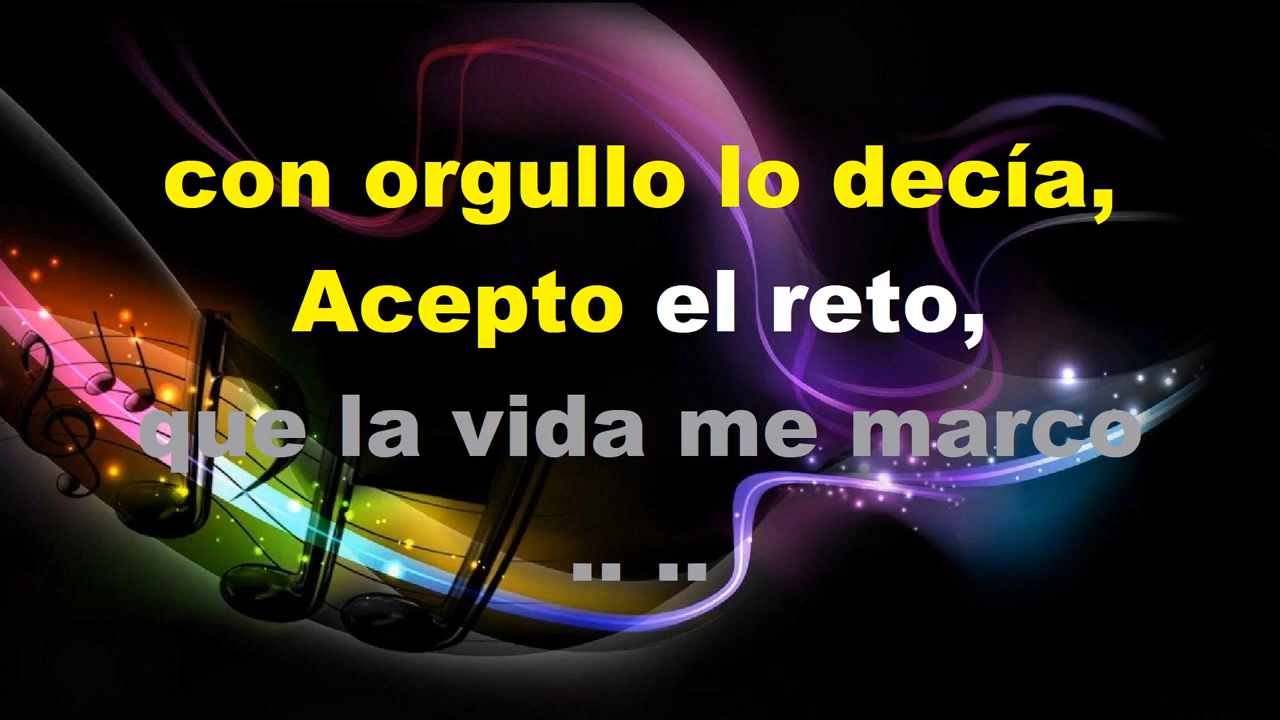 con orgullo lo decía,
Acepto el reto,
que la vida me marco
.. ..